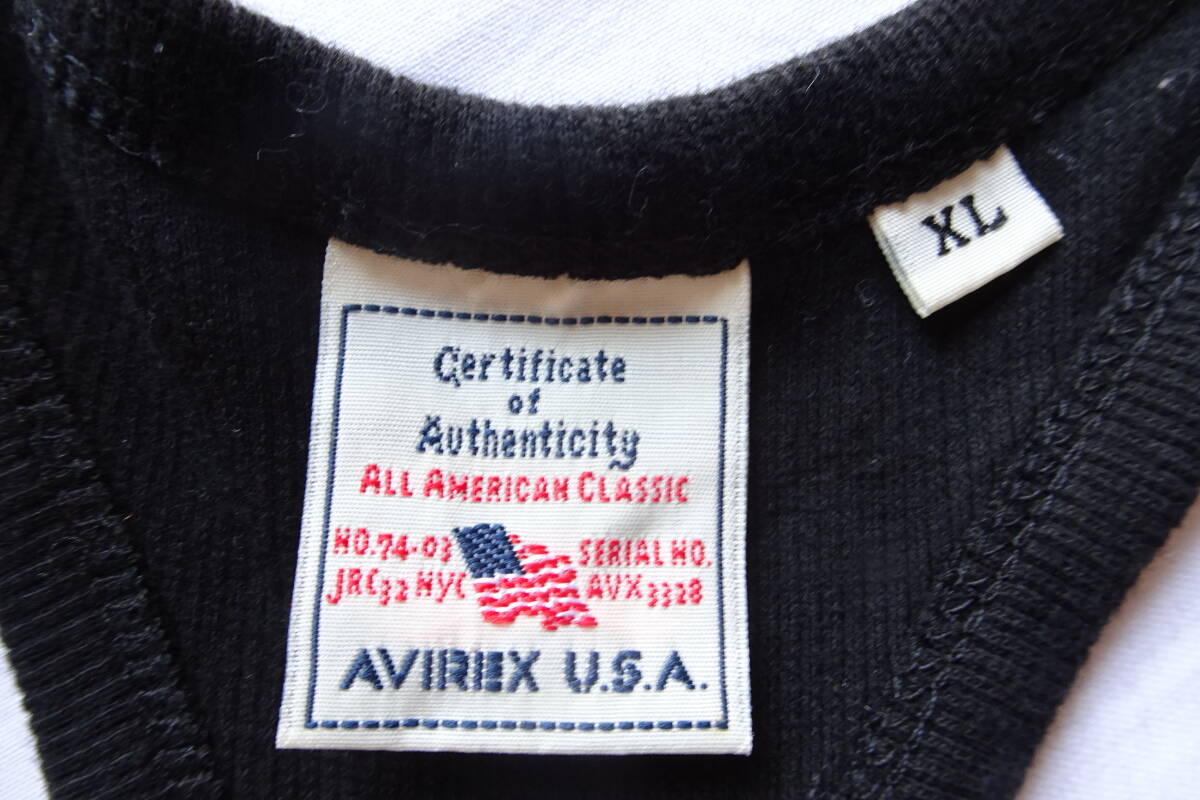 Certificate
of
Authenticity
ALL AMERICAN CLASSIC
NO.74-03 SERIAL NO.
JRC32 NYC AVX3328
AVIREX U.S.A.
XL